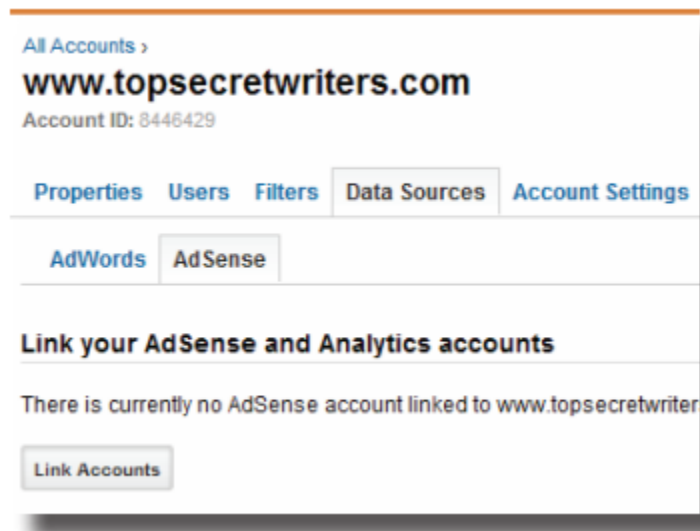 All Accounts ›
www.topsecretwriters.com
Account ID: 8446429
Properties Users Filters Data Sources Account Settings
AdWords AdSense
Link your AdSense and Analytics accounts
There is currently no AdSense account linked to www.topsecretwriter
Link Accounts